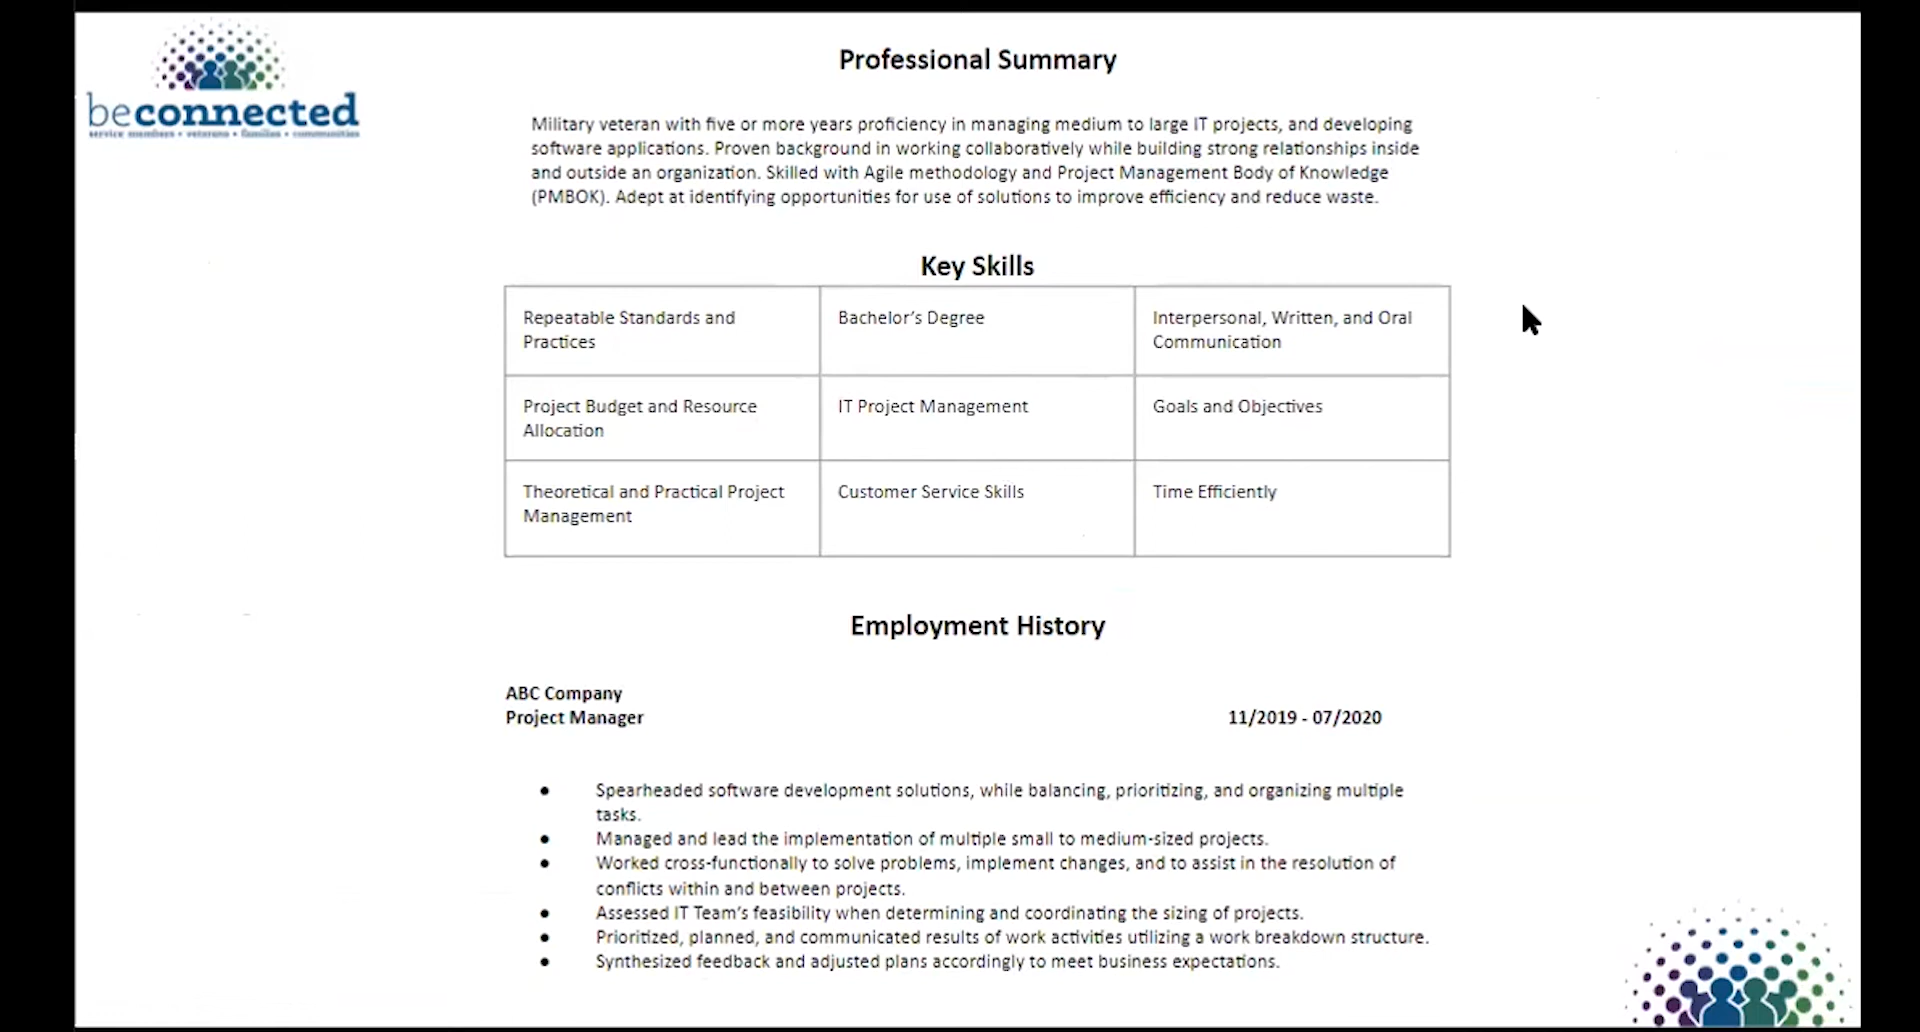 beconnected
service members • veterans • families • communities
Professional Summary
Military veteran with five or more years proficiency in managing medium to large IT projects, and developing
software applications. Proven background in working collaboratively while building strong relationships inside
and outside an organization. Skilled with Agile methodology and Project Management Body of Knowledge
(PMBOK). Adept at identifying opportunities for use of solutions to improve efficiency and reduce waste.
Key Skills
Repeatable Standards and
Practices
Bachelor’s Degree
Interpersonal, Written, and Oral
Communication
Project Budget and Resource
Allocation
IT Project Management
Goals and Objectives
Theoretical and Practical Project
Management
Customer Service Skills
Time Efficiently
Employment History
ABC Company
Project Manager 11/2019 - 07/2020
● Spearheaded software development solutions, while balancing, prioritizing, and organizing multiple
tasks.
● Managed and lead the implementation of multiple small to medium-sized projects.
● Worked cross-functionally to solve problems, implement changes, and to assist in the resolution of
conflicts within and between projects.
● Assessed IT Team’s feasibility when determining and coordinating the sizing of projects.
● Prioritized, planned, and communicated results of work activities utilizing a work breakdown structure.
● Synthesized feedback and adjusted plans accordingly to meet business expectations.